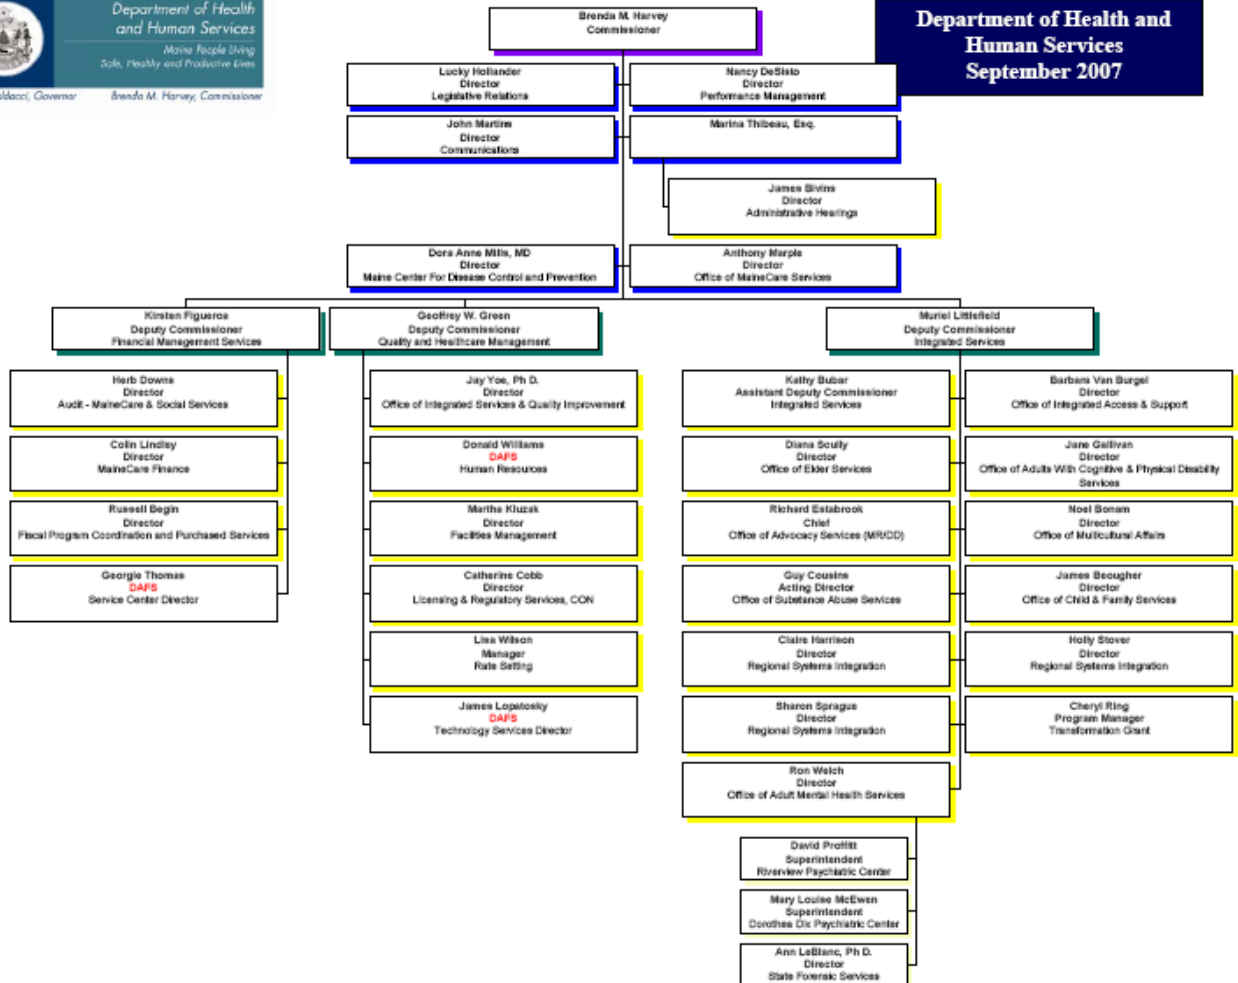 Department of Health
and Human Services
Maine People Living
Safe, Healthy and Productive Lives
Brenda M. Harvey, Commissioner
Department of Health and
Human Services
September 2007
Brenda M. Harvey
Commissioner
Lucky Hollander
Director
Legislative Relations
Nancy DeSisto
Director
Performance Management
John Martins
Director
Communications
Marina Thibeau, Esq.
James Bivins
Director
Administrative Hearings
Dora Anne Mills, MD
Director
Maine Center For Disease Control and Prevention
Anthony Marple
Director
Office of MaineCare Services
Kirsten Figueroa
Deputy Commissioner
Financial Management Services
Geoffrey W. Green
Deputy Commissioner
Quality and Healthcare Management
Muriel Littlefield
Deputy Commissioner
Integrated Services
Herb Downs
Director
Audit - MaineCare & Social Services
Colin Lindley
Director
MaineCare Finance
Russell Begin
Director
Fiscal Program Coordination and Purchased Services
Georgie Thomas
DAFS
Service Center Director
Jay Yoe, Ph D.
Director
Office of Integrated Services & Quality Improvement
Donald Williams
DAFS
Human Resources
Martha Kluzak
Director
Facilities Management
Catherine Cobb
Director
Licensing & Regulatory Services, CON
Lisa Wilson
Manager
Rate Setting
James Lopatosky
DAFS
Technology Services Director
Kathy Bubar
Assistant Deputy Commissioner
Integrated Services
Diana Scully
Director
Office of Elder Services
Richard Estabrook
Chief
Office of Advocacy Services (MR/DD)
Guy Cousins
Acting Director
Office of Substance Abuse Services
Claire Harrison
Director
Regional Systems Integration
Sharon Sprague
Director
Regional Systems Integration
Ron Welch
Director
Office of Adult Mental Health Services
Barbara Van Burgel
Director
Office of Integrated Access & Support
Jane Gallivan
Director
Office of Adults With Cognitive & Physical Disability
Services
Noel Bonam
Director
Office of Multicultural Affairs
James Beougher
Director
Office of Child & Family Services
Holly Stover
Director
Regional Systems Integration
Cheryl Ring
Program Manager
Transformation Grant
David Proffitt
Superintendent
Riverview Psychiatric Center
Mary Louise McEwen
Superintendent
Dorothea Dix Psychiatric Center
Ann LeBlanc, Ph D.
Director
State Forensic Services